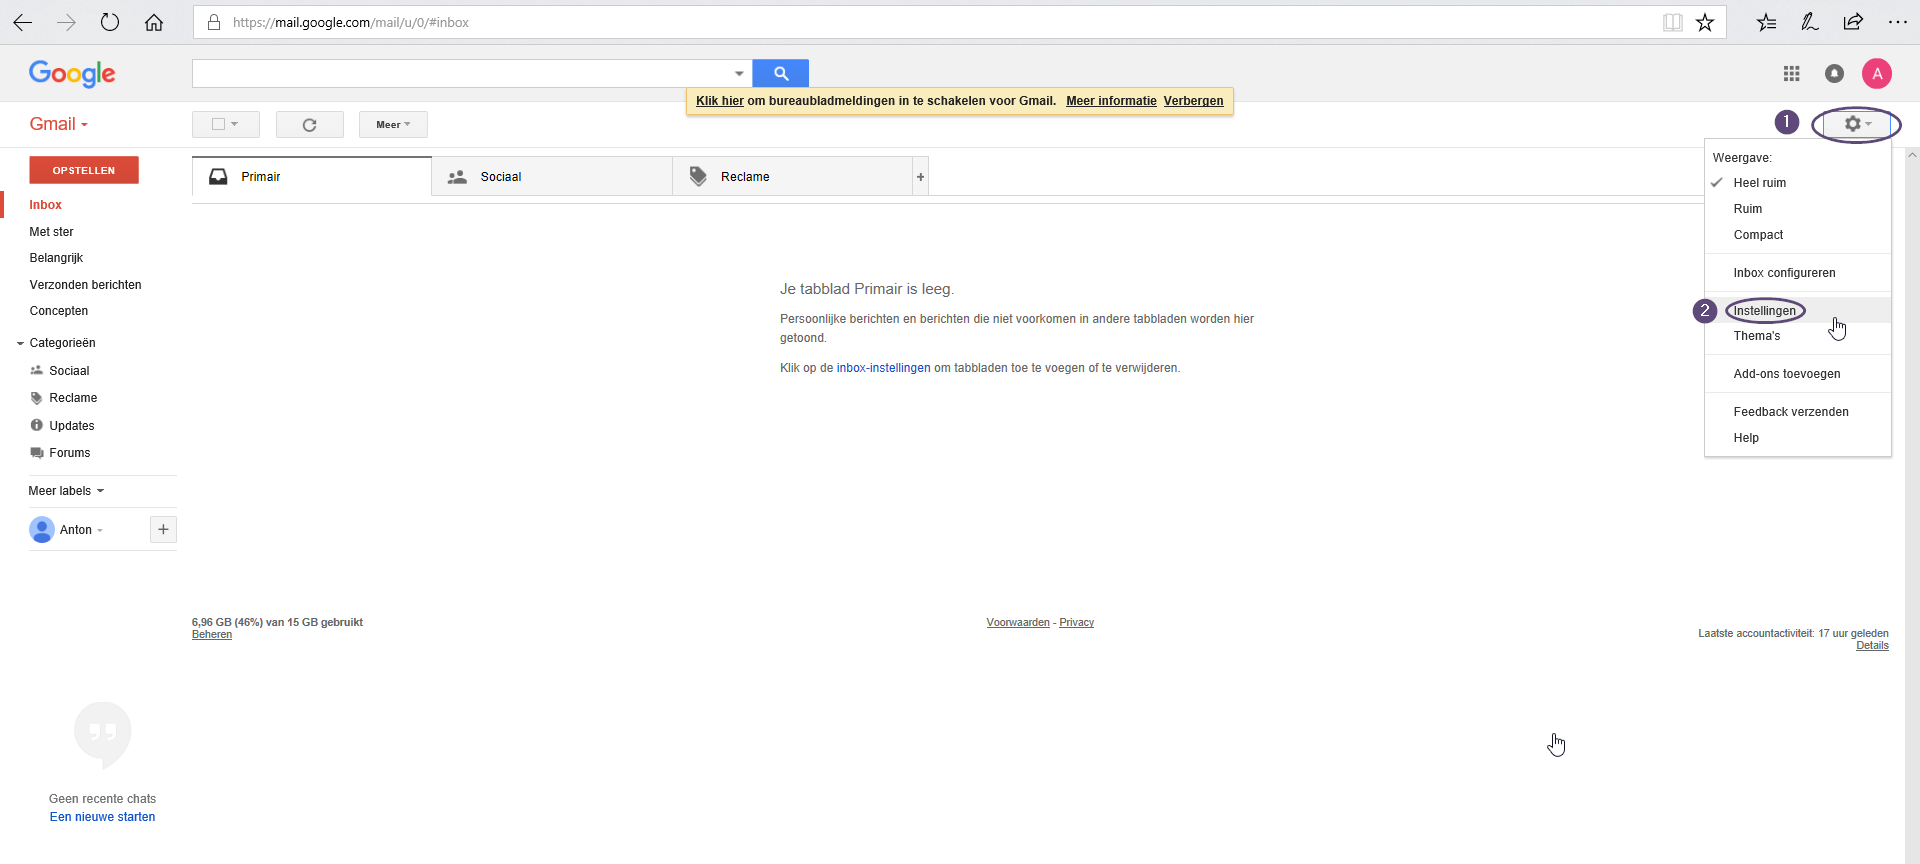 https://mail.google.com/mail/u/0/#inbox
Google
A
Klik hier om bureaubladmeldingen in te schakelen voor Gmail. Meer informatie Verbergen
Gmail
Meer
1
OPSTELLEN
Primair
Sociaal
Reclame
+
Weergave:
Heel ruim
Ruim
Compact
Inbox configureren
2
Instellingen
Thema's
Add-ons toevoegen
Feedback verzenden
Help
Inbox
Met ster
Belangrijk
Verzonden berichten
Concepten
Categorieën
Sociaal
Reclame
Updates
Forums
Meer labels
Anton
+
Je tabblad Primair is leeg.
Persoonlijke berichten en berichten die niet voorkomen in andere tabbladen worden hier
getoond.
Klik op de inbox-instellingen om tabbladen toe te voegen of te verwijderen.
6,96 GB (46%) van 15 GB gebruikt
Beheren
Voorwaarden - Privacy
Laatste accountactiviteit: 17 uur geleden
Details
Geen recente chats
Een nieuwe starten